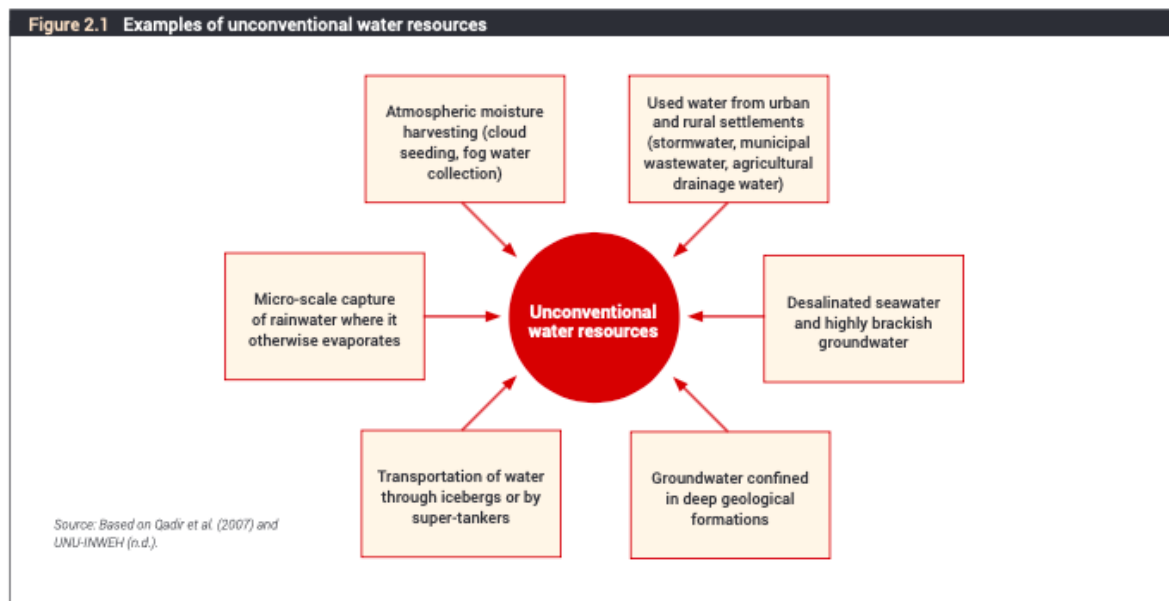 Figure 2.1 Examples of unconventional water resources
Atmospheric moisture
harvesting (cloud
seeding, fog water
collection)
Used water from urban
and rural settlements
(stormwater, municipal
wastewater, agricultural
drainage water)
Micro-scale capture
of rainwater where it
otherwise evaporates
Unconventional
water resources
Desalinated seawater
and highly brackish
groundwater
Transportation of water
through icebergs or by
super-tankers
Groundwater confined
in deep geological
formations
Source: Based on Qadir et al. (2007) and
UNU-INWEH (n.d.).